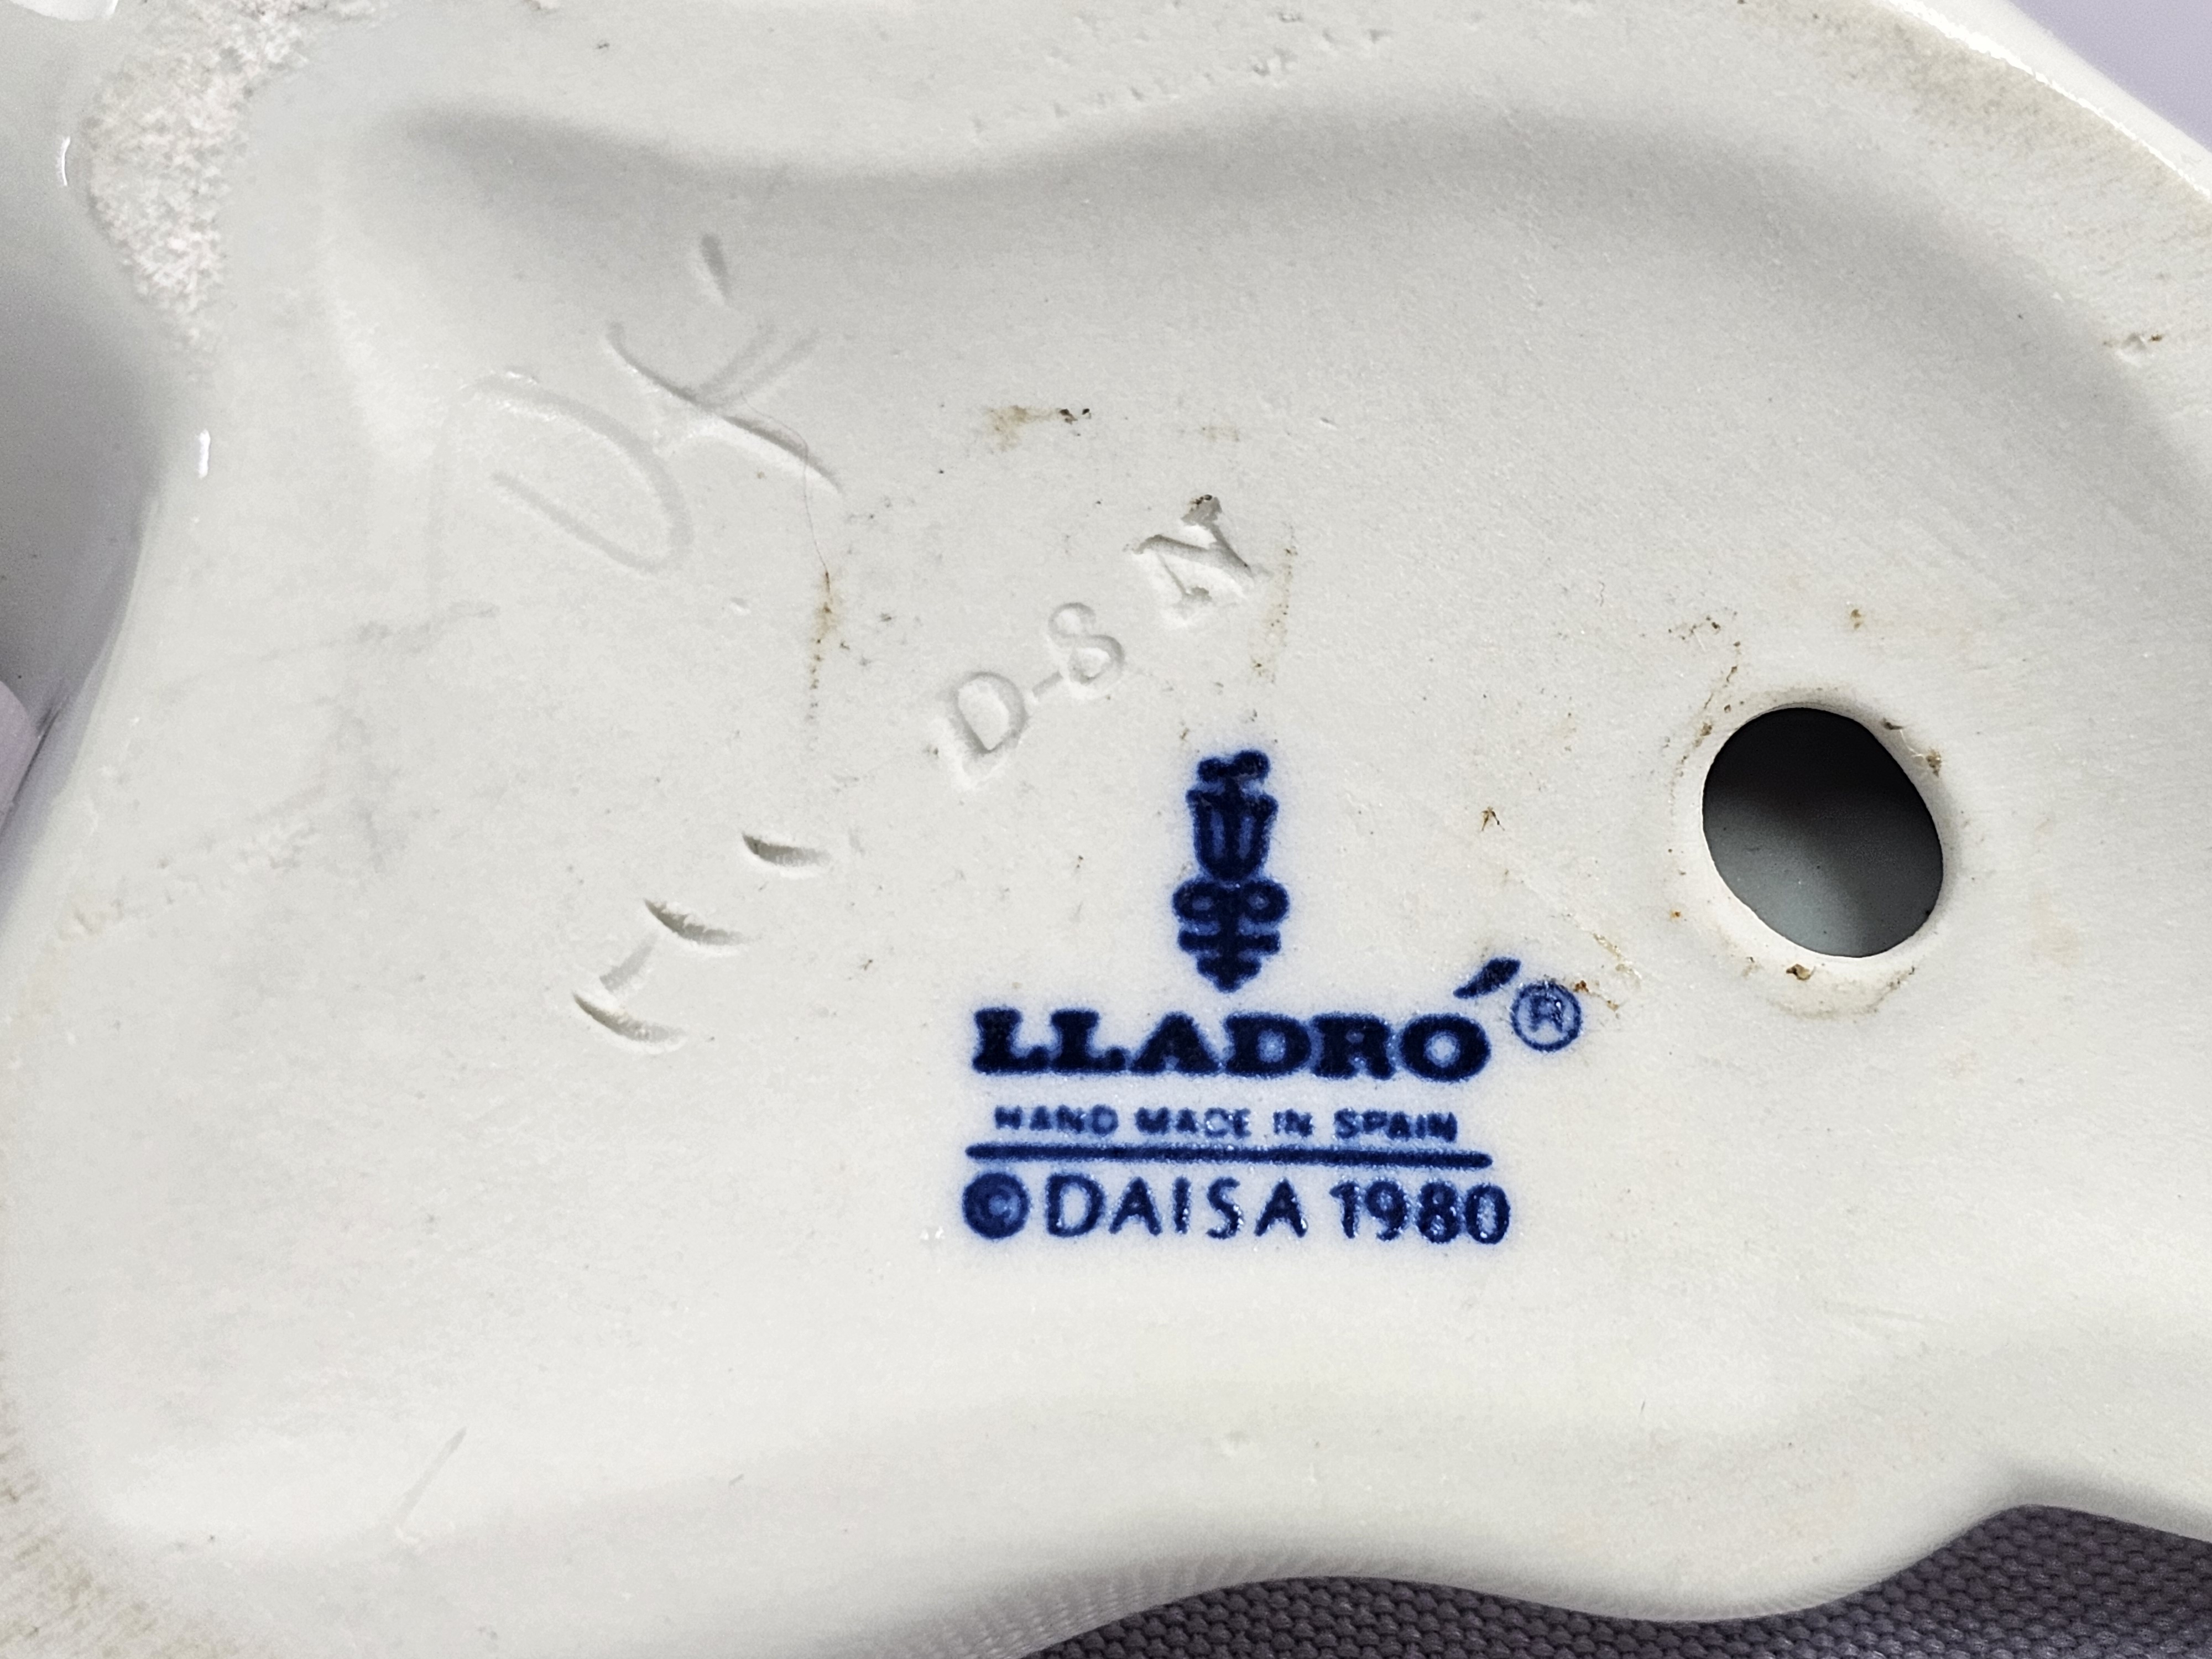 D-8 N
LLADRÓ®
HAND MADE IN SPAIN
© DAISA 1980